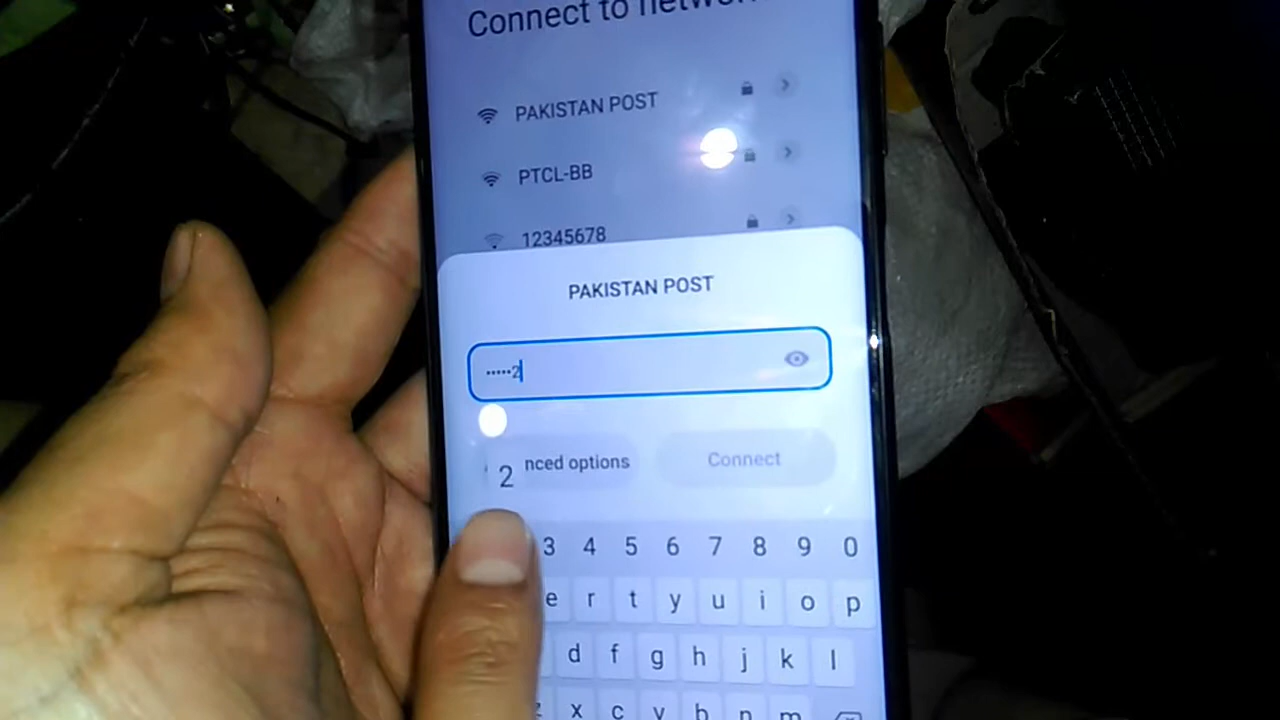 Connect to network
PAKISTAN POST
PTCL-BB
12345678
PAKISTAN POST
•••••2
nced options
Connect
2
3 4 5 6 7 8 9 0
e r t y u i o p
d f g h j k l
x c v b n m